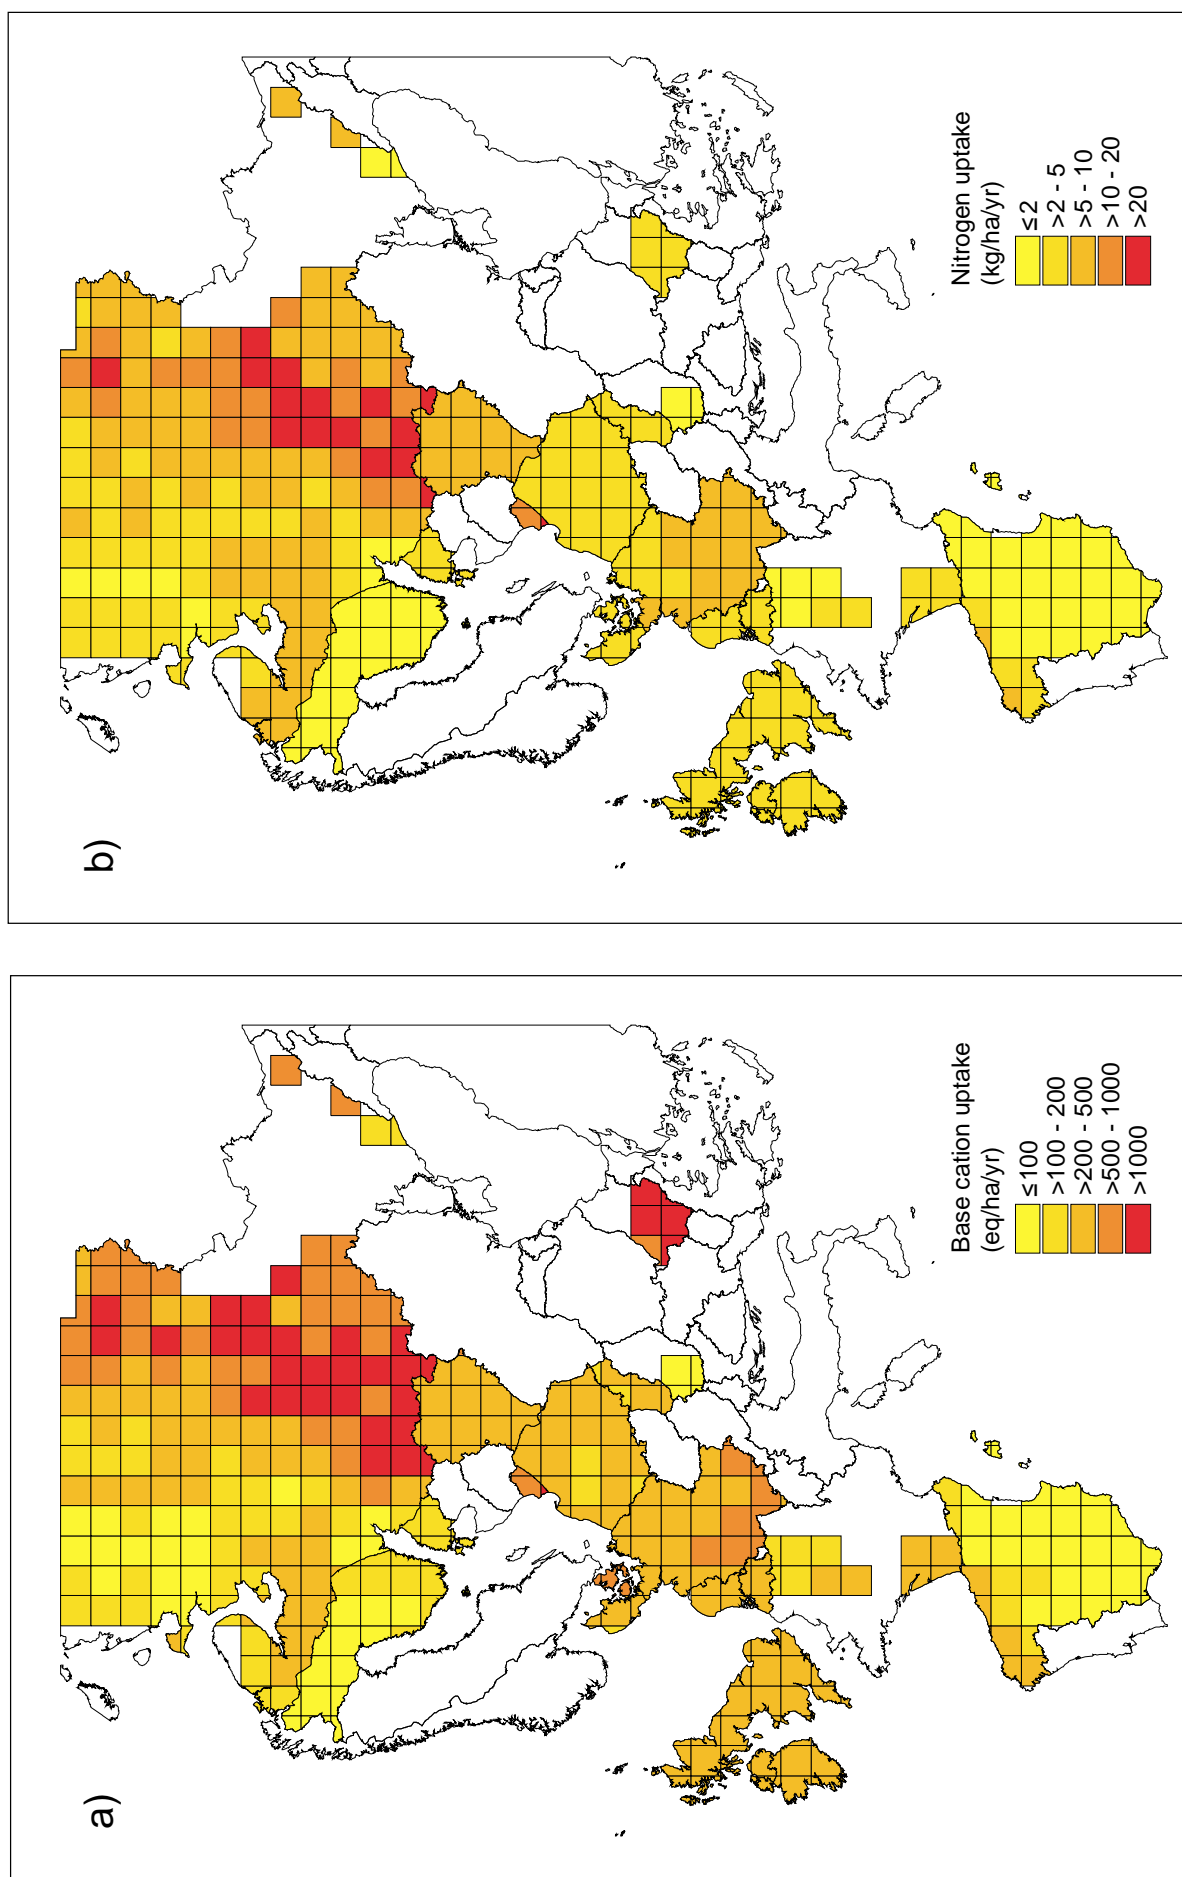 b)
Nitrogen uptake
(kg/ha/yr)
≤2
>2 - 5
>5 - 10
>10 - 20
>20
a)
Base cation uptake
(eq/ha/yr)
≤100
>100 - 200
>200 - 500
>500 - 1000
>1000